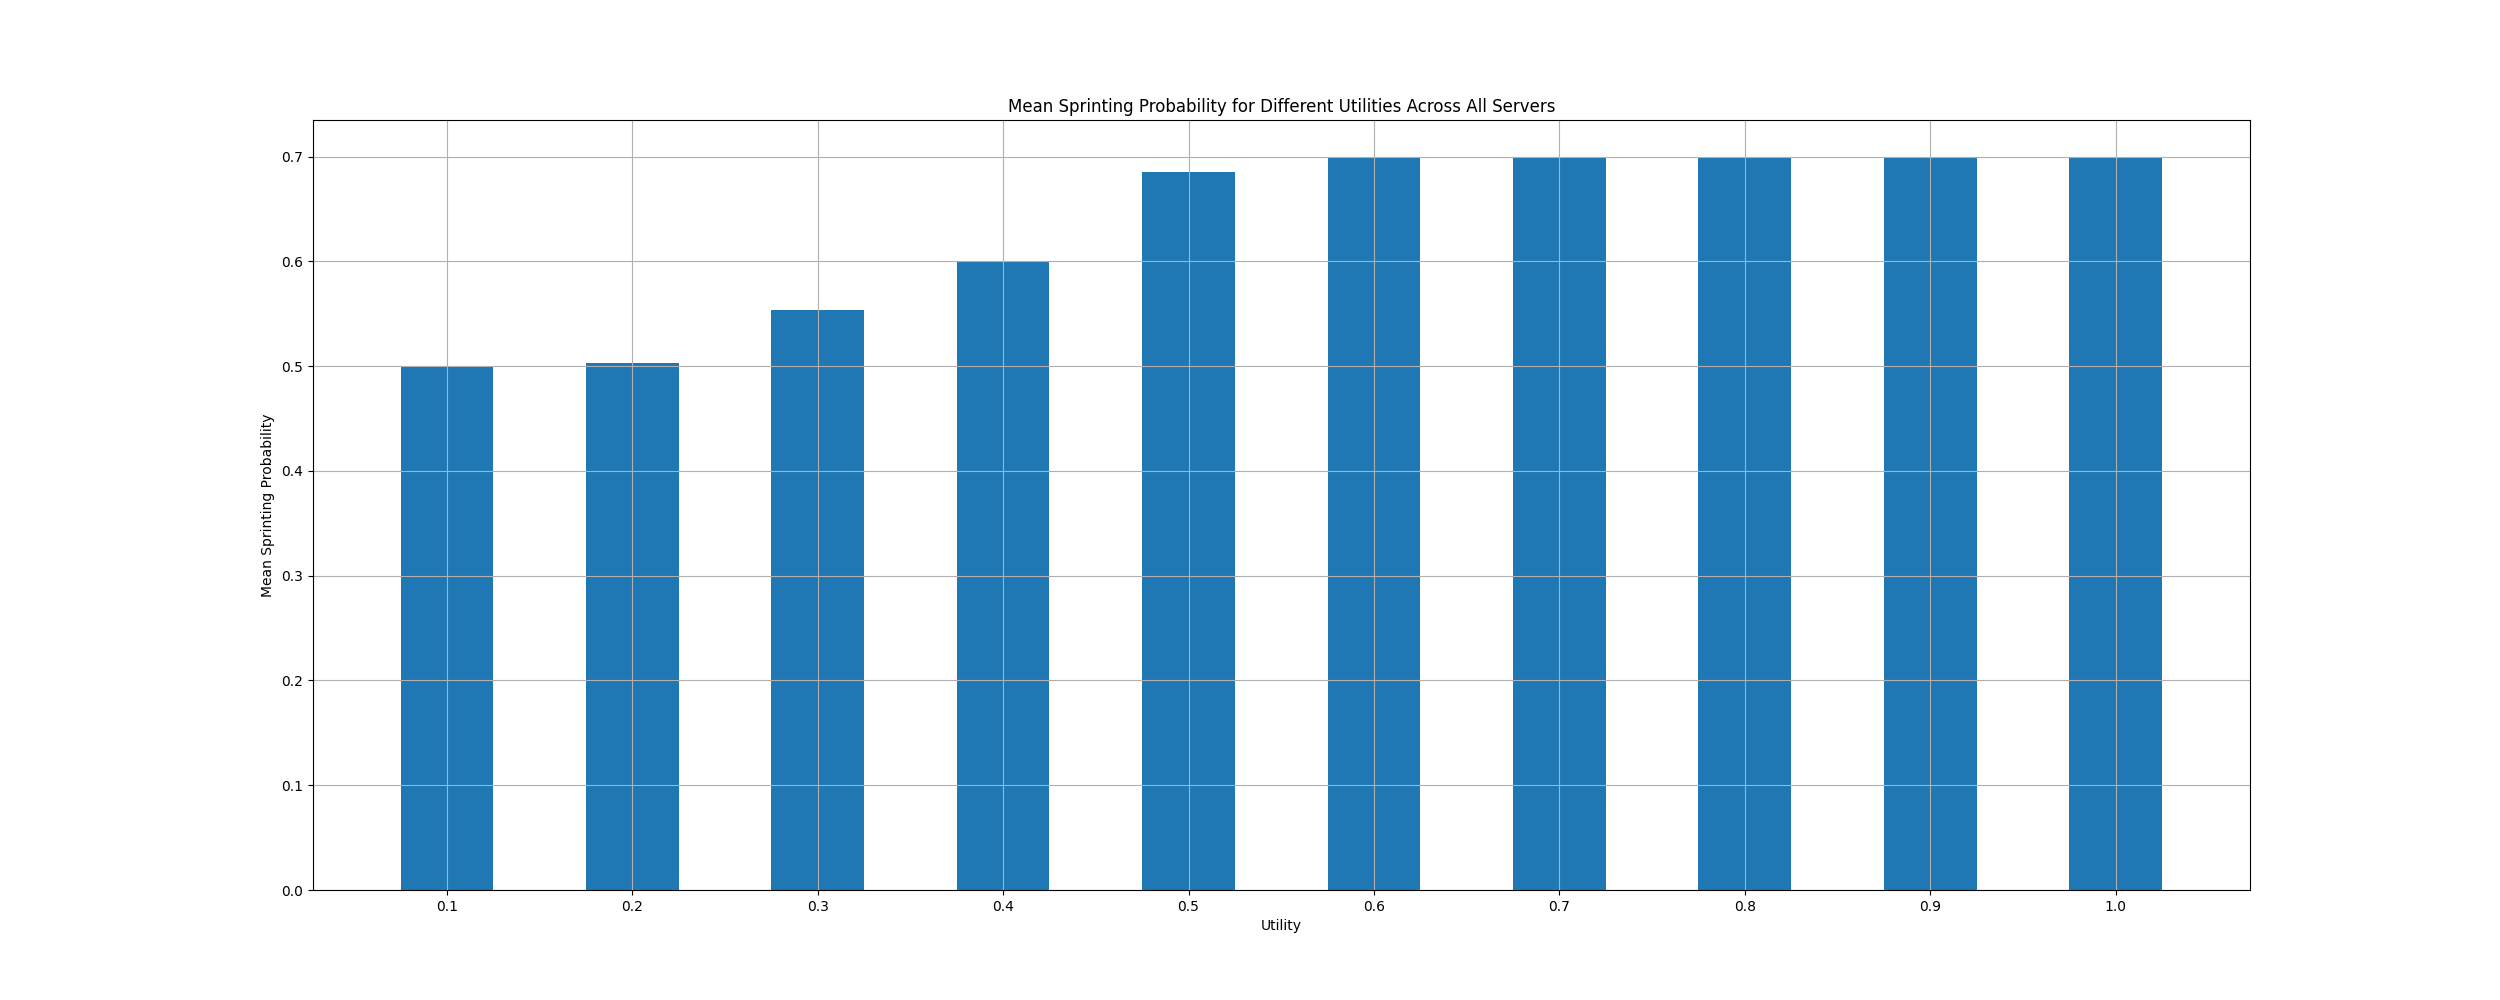 Mean Sprinting Probability for Different Utilities Across All Servers
0.7
0.6
0.5
0.4
0.3
0.2
0.1
0.0
Mean Sprinting Probability
0.1 0.2 0.3 0.4 0.5 0.6 0.7 0.8 0.9 1.0
Utility